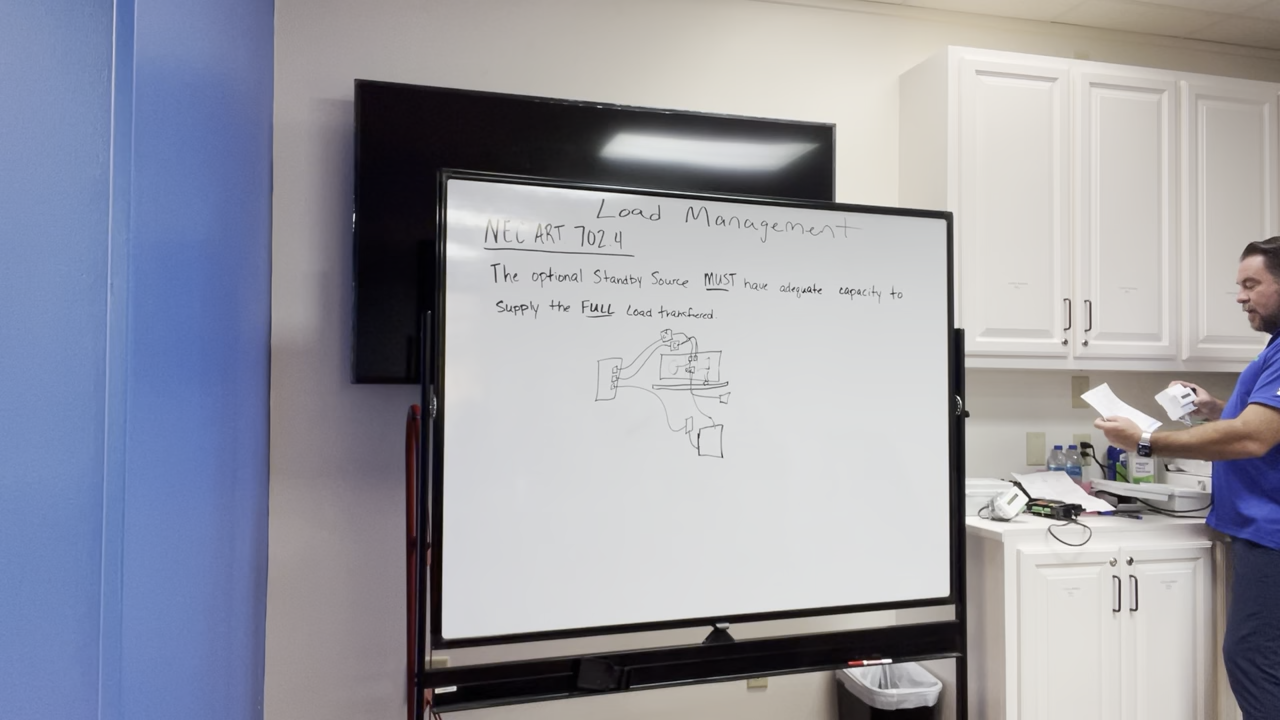 Load Management
NEC ART 702.4
The optional Standby Source MUST have adequate capacity to
Supply the FULL Load transfered.